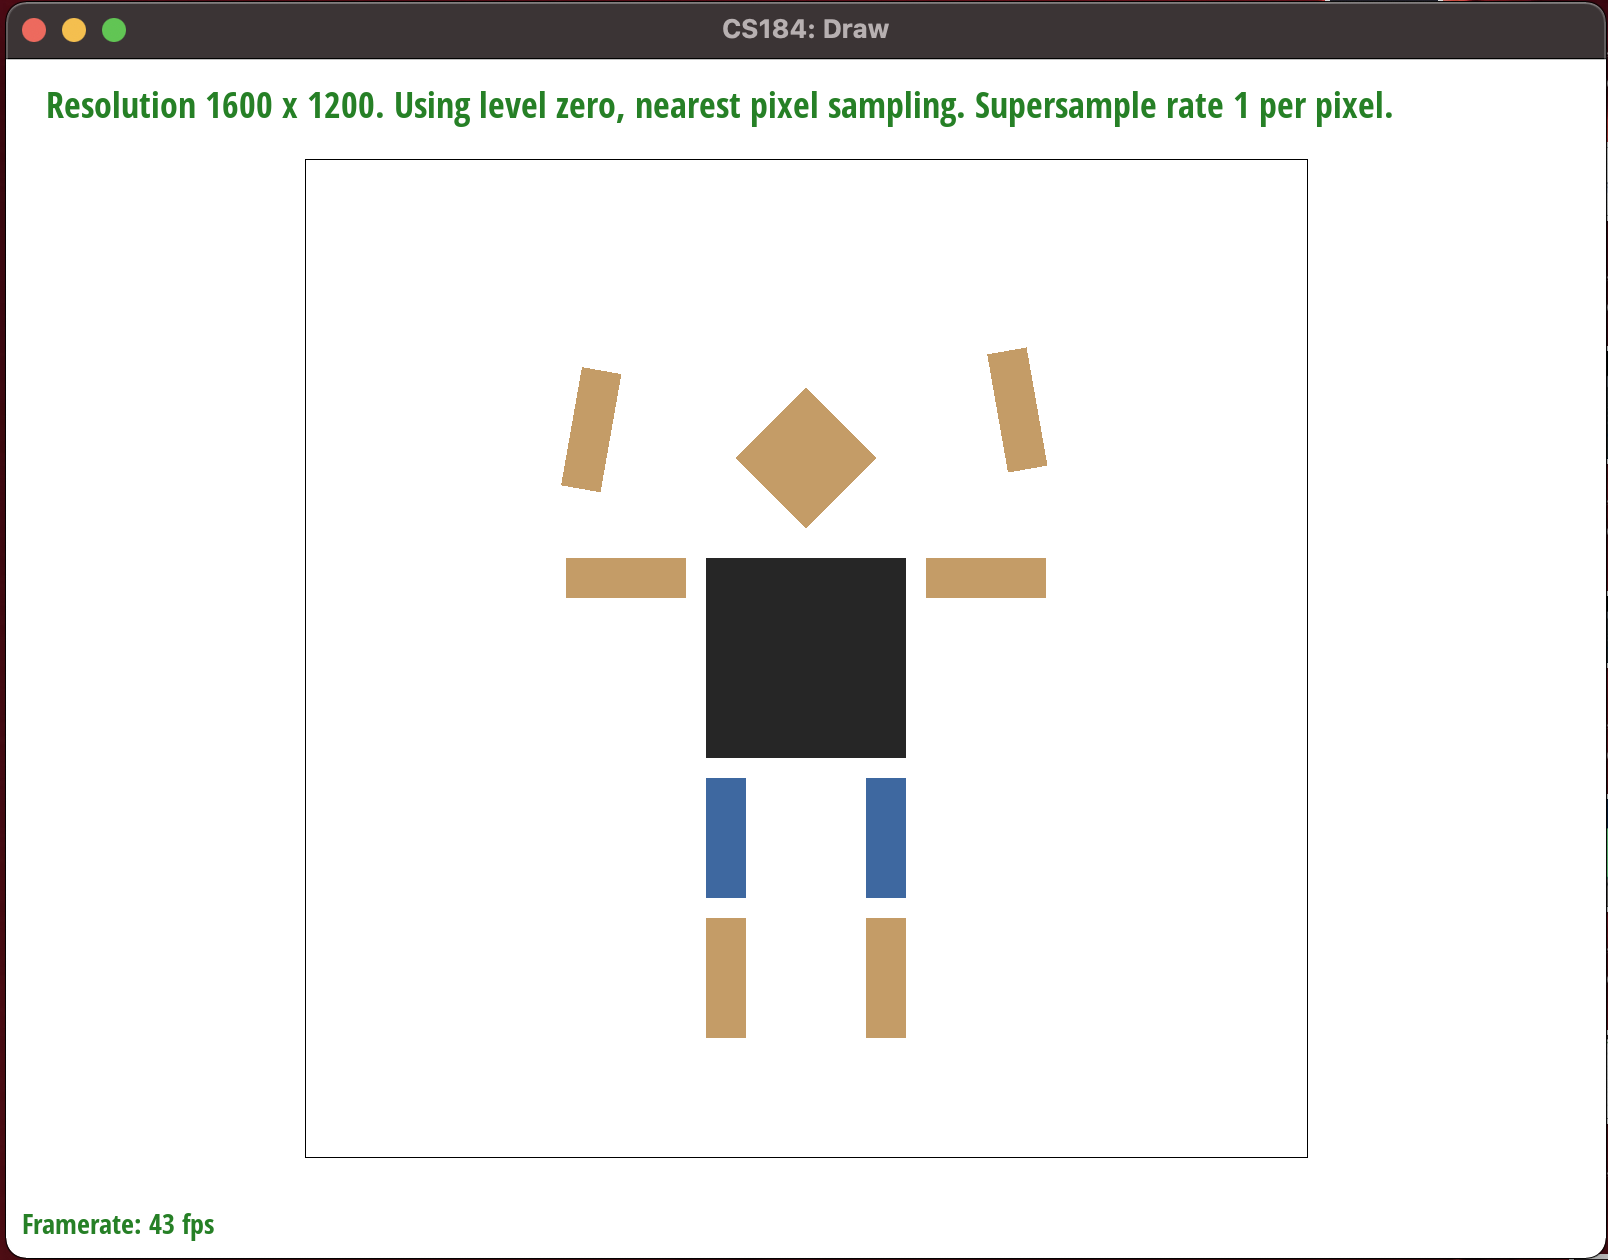 CS184: Draw
Resolution 1600 x 1200. Using level zero, nearest pixel sampling. Supersample rate 1 per pixel.
Framerate: 43 fps